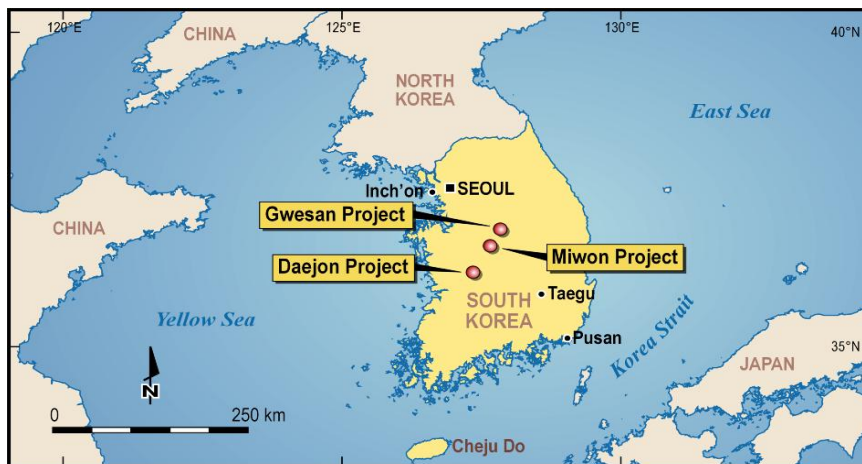 120°E
125°E
130°E
40°N
CHINA
NORTH
KOREA
East Sea
Inch'on
SEOUL
Gwesan Project
CHINA
Miwon Project
Daejon Project
Taegu
SOUTH
KOREA
Yellow Sea
Pusan
Korea Strait
35°N
JAPAN
N
0
250 km
Cheju Do